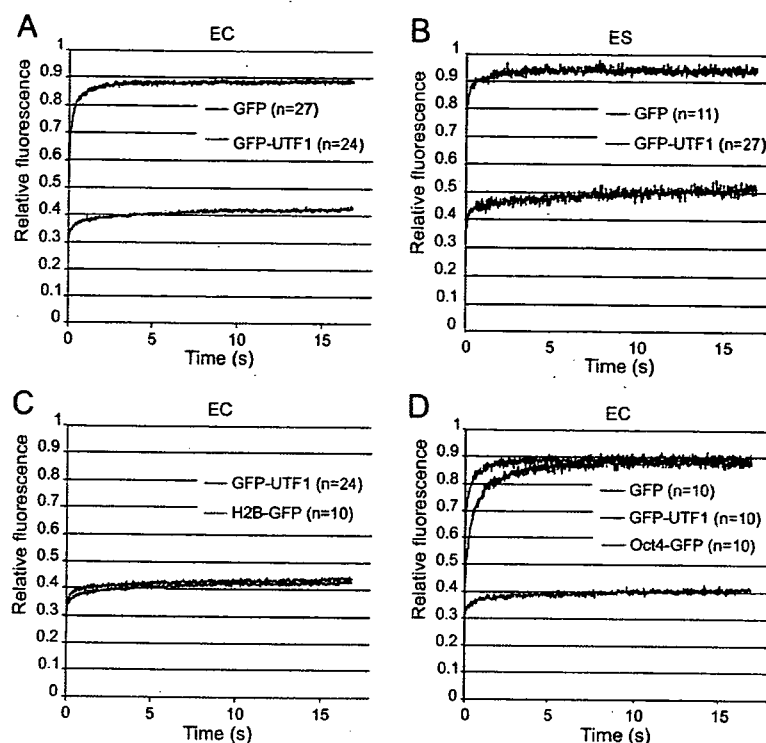 A
EC
Relative fluorescence
1
0.9
0.8
0.7
0.6
0.5
0.4
0.3
0.2
0.1
0
GFP (n=27)
GFP-UTF1 (n=24)
0 5 10 15
Time (s)
B
ES
Relative fluorescence
1
0.9
0.8
0.7
0.6
0.5
0.4
0.3
0.2
0.1
0
GFP (n=11)
GFP-UTF1 (n=27)
0 5 10 15
Time (s)
C
EC
Relative fluorescence
1
0.9
0.8
0.7
0.6
0.5
0.4
0.3
0.2
0.1
0
GFP-UTF1 (n=24)
H2B-GFP (n=10)
0 5 10 15
Time (s)
D
EC
Relative fluorescence
1
0.9
0.8
0.7
0.6
0.5
0.4
0.3
0.2
0.1
0
GFP (n=10)
GFP-UTF1 (n=10)
Oct4-GFP (n=10)
0 5 10 15
Time (s)